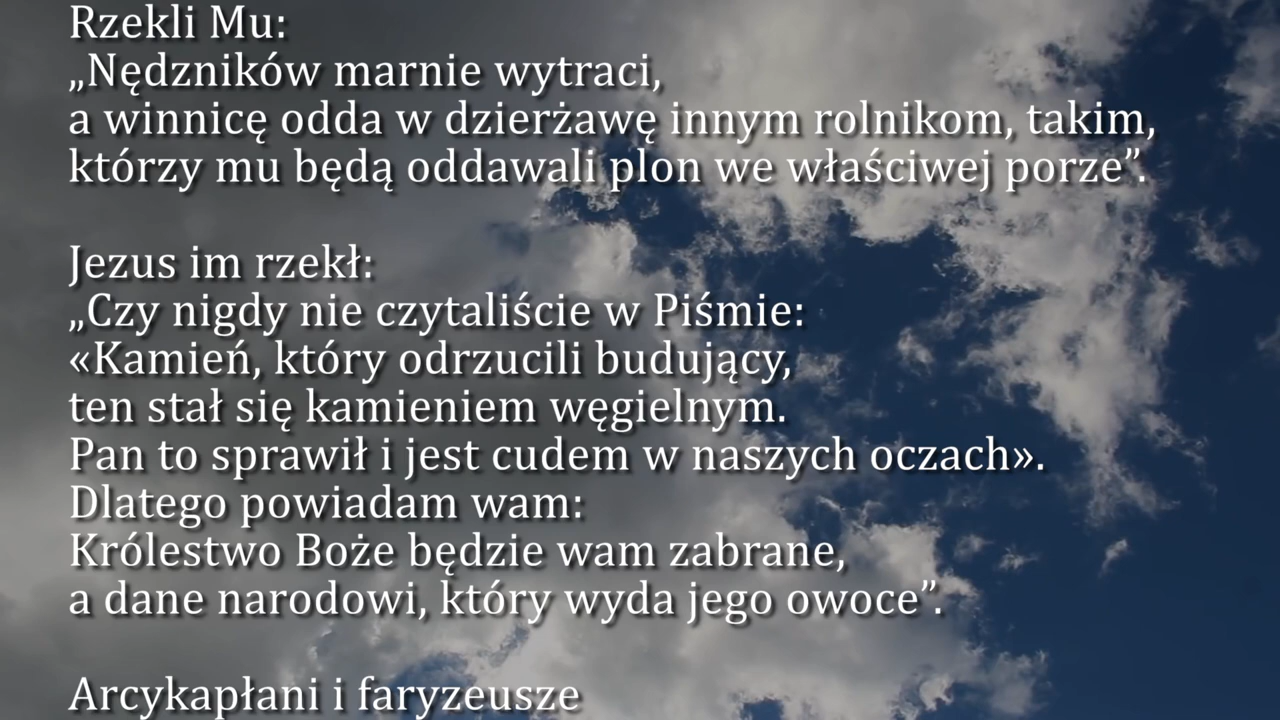 Rzekli Mu:
„Nędzników marnie wytraci,
a winnicę odda w dzierżawę innym rolnikom, takim,
którzy mu będą oddawali plon we właściwej porze”.
Jezus im rzekł:
„Czy nigdy nie czytaliście w Piśmie:
«Kamień, który odrzucili budujący,
ten stał się kamieniem węgielnym.
Pan to sprawił i jest cudem w naszych oczach».
Dlatego powiadam wam:
Królestwo Boże będzie wam zabrane,
a dane narodowi, który wyda jego owoce”.
Arcykapłani i faryzeusze